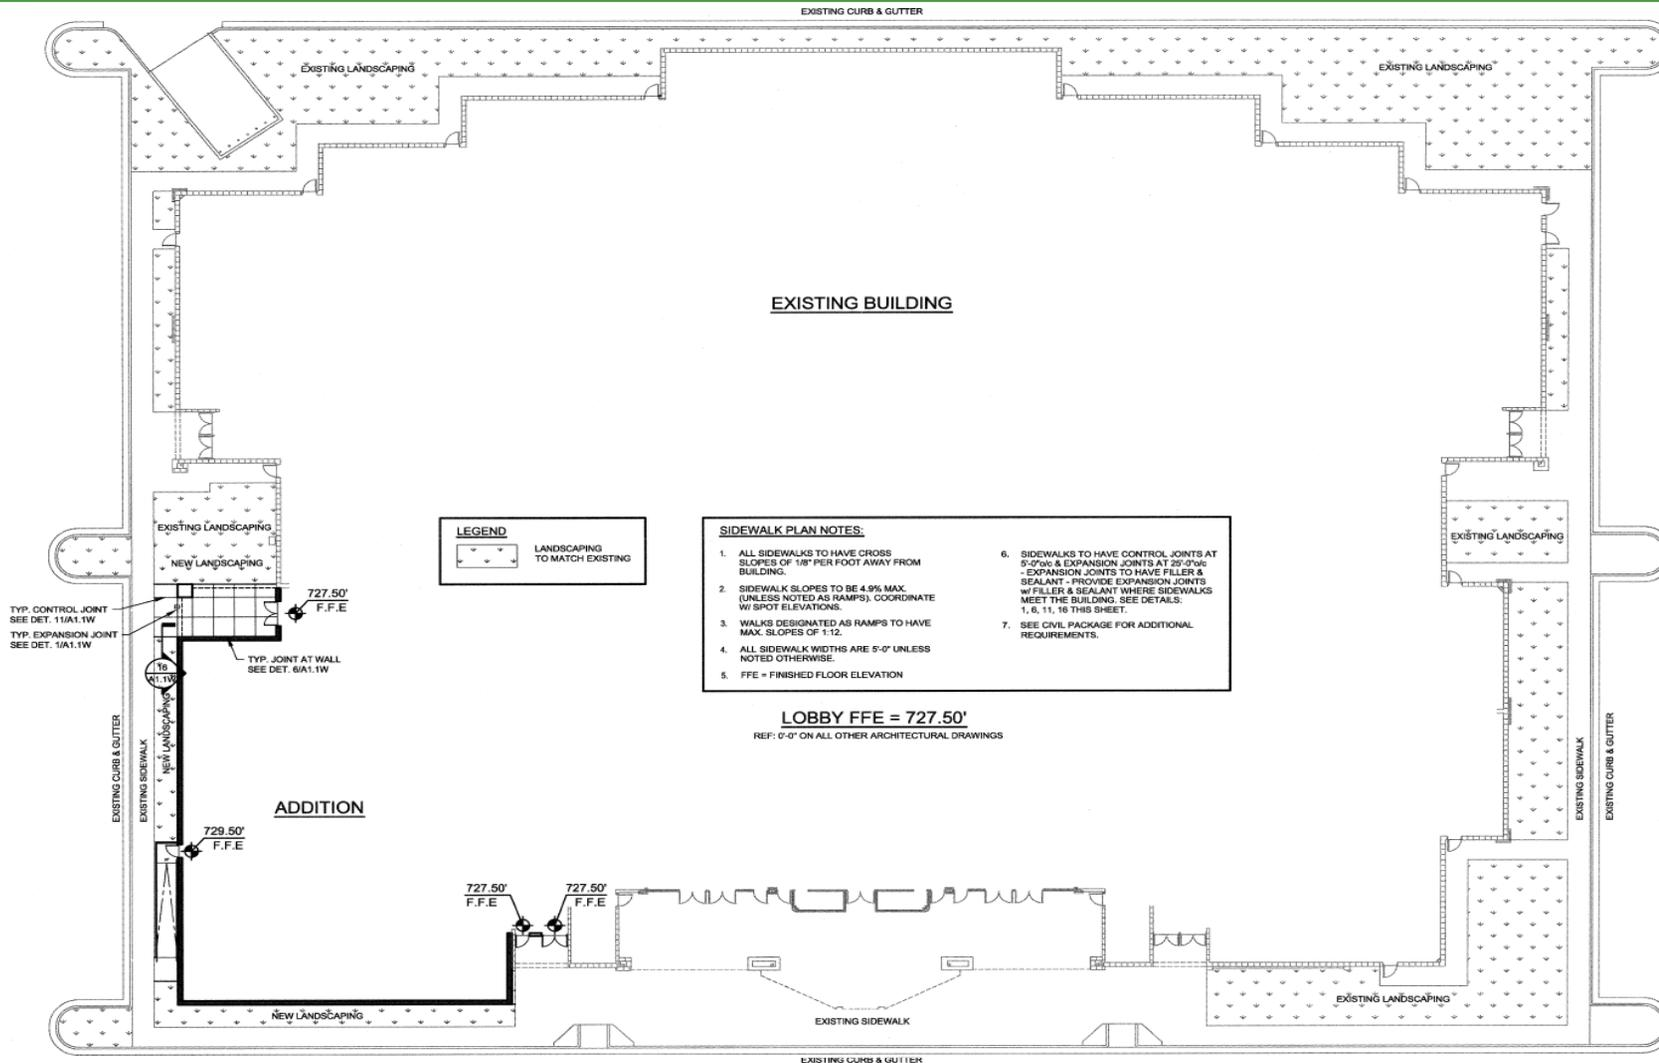 EXISTING CURB & GUTTER
EXISTING LANDSCAPING
EXISTING LANDSCAPING
EXISTING BUILDING
EXISTING LANDSCAPING
NEW LANDSCAPING
LEGEND
LANDSCAPING
TO MATCH EXISTING
SIDEWALK PLAN NOTES:
1. ALL SIDEWALKS TO HAVE CROSS
SLOPES OF 1/8" PER FOOT AWAY FROM
BUILDING.
2. SIDEWALK SLOPES TO BE 4.9% MAX.
(UNLESS NOTED AS RAMPS). COORDINATE
W/ SPOT ELEVATIONS.
3. WALKS DESIGNATED AS RAMPS TO HAVE
MAX. SLOPES OF 1:12.
4. ALL SIDEWALK WIDTHS ARE 5'-0" UNLESS
NOTED OTHERWISE.
5. FFE = FINISHED FLOOR ELEVATION
6. SIDEWALKS TO HAVE CONTROL JOINTS AT
5'-0"o/c & EXPANSION JOINTS AT 25'-0"o/c
- EXPANSION JOINTS TO HAVE FILLER &
SEALANT - PROVIDE EXPANSION JOINTS
w/ FILLER & SEALANT WHERE SIDEWALKS
MEET THE BUILDING. SEE DETAILS:
1, 6, 11, 16 THIS SHEET.
7. SEE CIVIL PACKAGE FOR ADDITIONAL
REQUIREMENTS.
EXISTING LANDSCAPING
727.50'
F.F.E
TYP. CONTROL JOINT
SEE DET. 11/A1.1W
TYP. EXPANSION JOINT
SEE DET. 1/A1.1W
TYP. JOINT AT WALL
SEE DET. 6/A1.1W
16
A1.1W
NEW LANDSCAPING
EXISTING CURB & GUTTER
EXISTING SIDEWALK
LOBBY FFE = 727.50'
REF: 0'-0" ON ALL OTHER ARCHITECTURAL DRAWINGS
EXISTING SIDEWALK
EXISTING CURB & GUTTER
ADDITION
729.50'
F.F.E
727.50'
F.F.E
727.50'
F.F.E
NEW LANDSCAPING
EXISTING SIDEWALK
EXISTING LANDSCAPING
EXISTING CURB & GUTTER